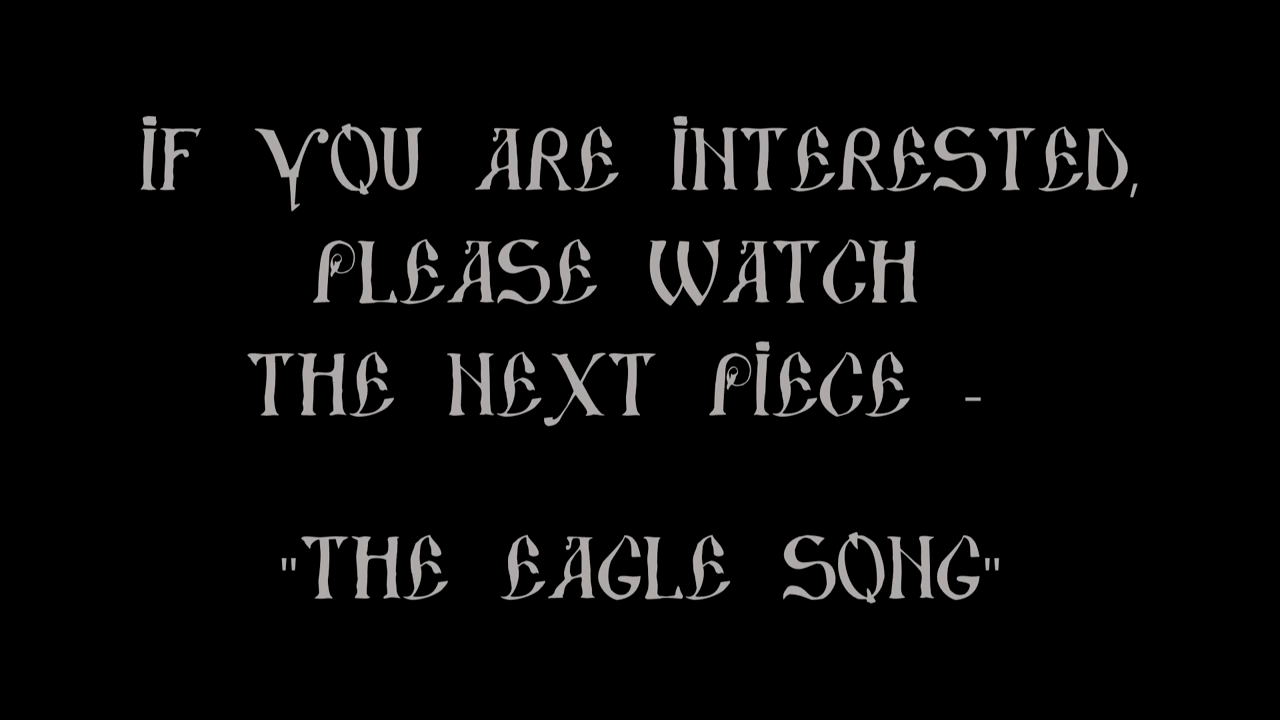 IF YOU ARE INTERESTED,
PLEASE WATCH
THE NEXT PIECE -
"THE EAGLE SONG"